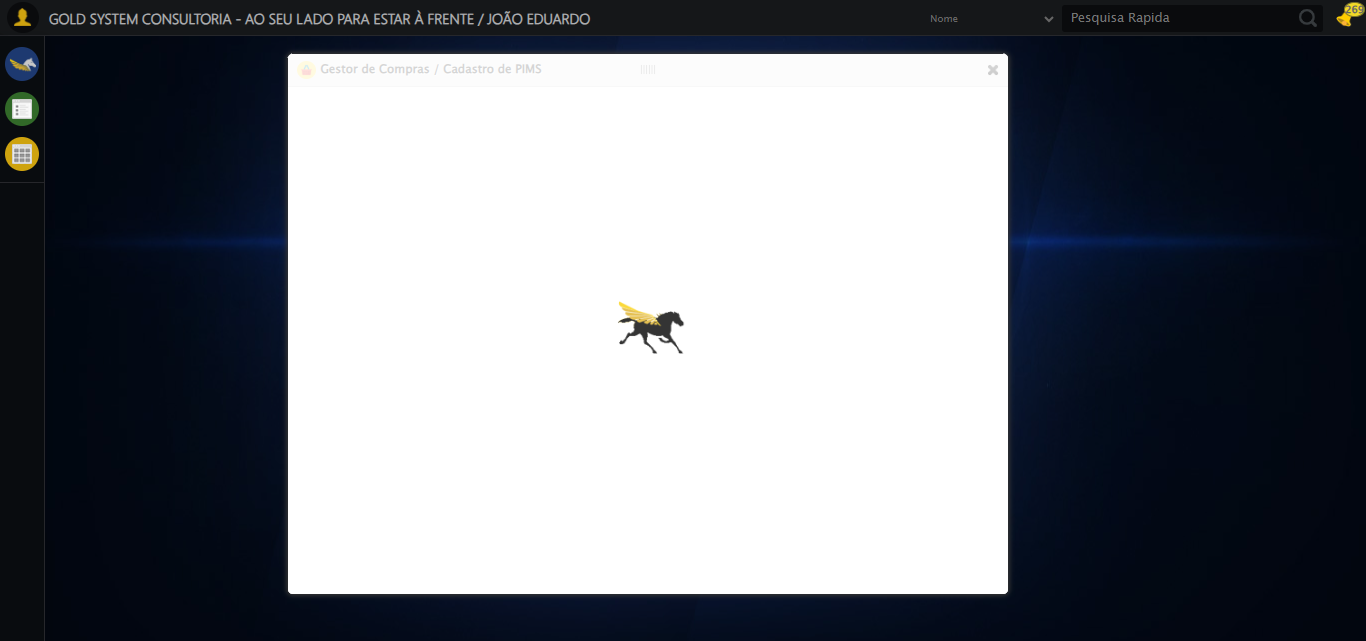 GOLD SYSTEM CONSULTORIA - AO SEU LADO PARA ESTAR À FRENTE / JOÃO EDUARDO
Nome
Pesquisa Rapida
269
Gestor de Compras / Cadastro de PIMS